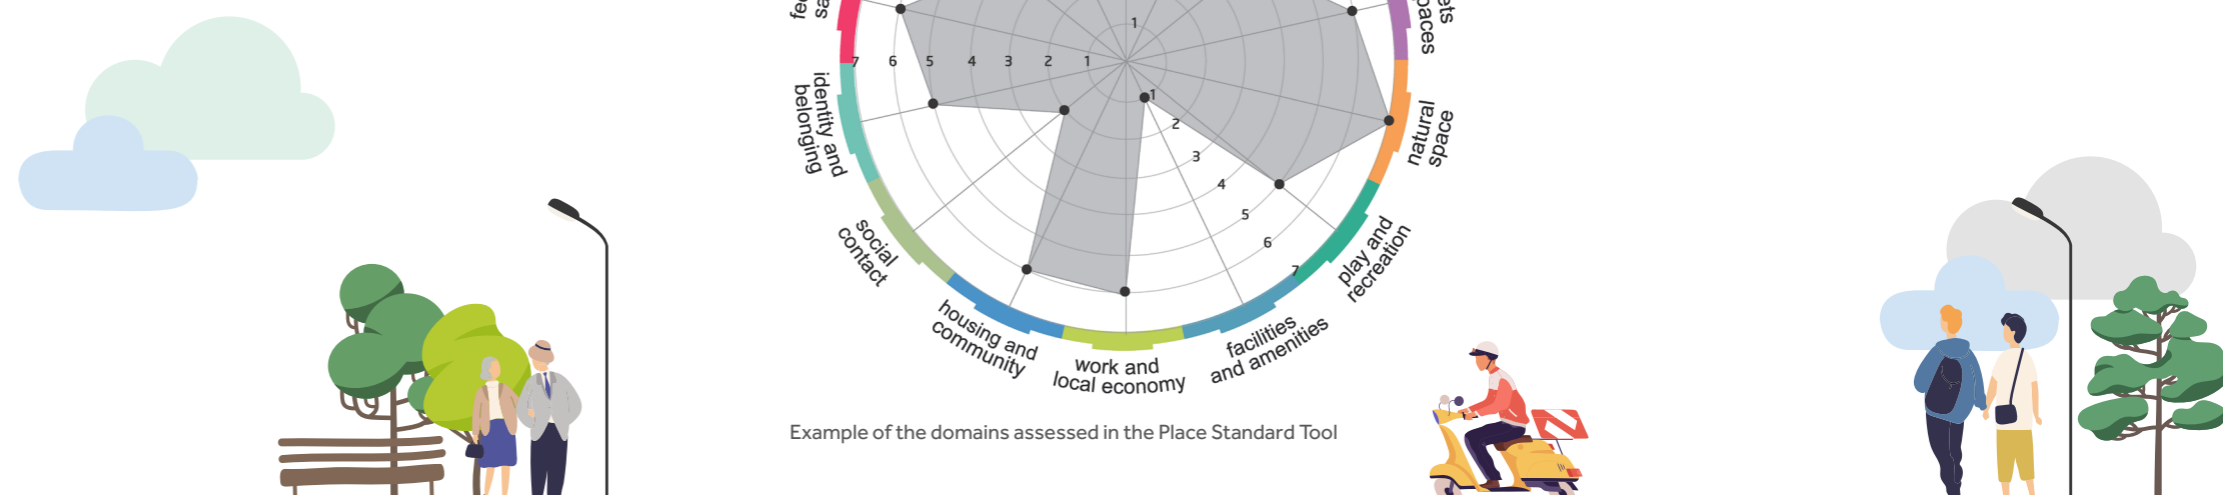 1
7 6 5 4 3 2 1
1
2
3
4
5
6
7
identity and
belonging
social
contact
housing and
community
work and
local economy
facilities
and amenities
play and
recreation
natural
space
Example of the domains assessed in the Place Standard Tool